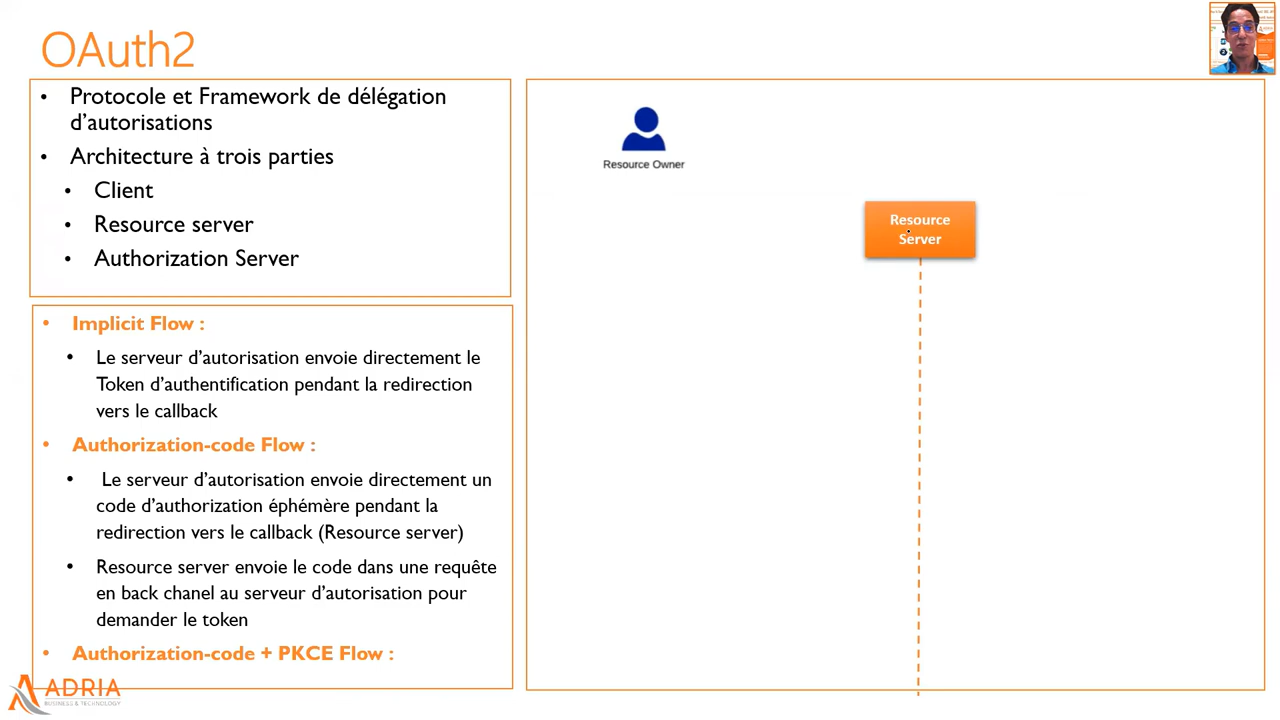 OAuth2
• Protocole et Framework de délégation
d’autorisations
• Architecture à trois parties
• Client
• Resource server
• Authorization Server
• Implicit Flow :
• Le serveur d’autorisation envoie directement le
Token d’authentification pendant la redirection
vers le callback
• Authorization-code Flow :
• Le serveur d’autorisation envoie directement un
code d’authorization éphémère pendant la
redirection vers le callback (Resource server)
• Resource server envoie le code dans une requête
en back chanel au serveur d’autorisation pour
demander le token
• Authorization-code + PKCE Flow :
ADRIA
BUSINESS & TECHNOLOGY
Resource Owner
Resource
Server